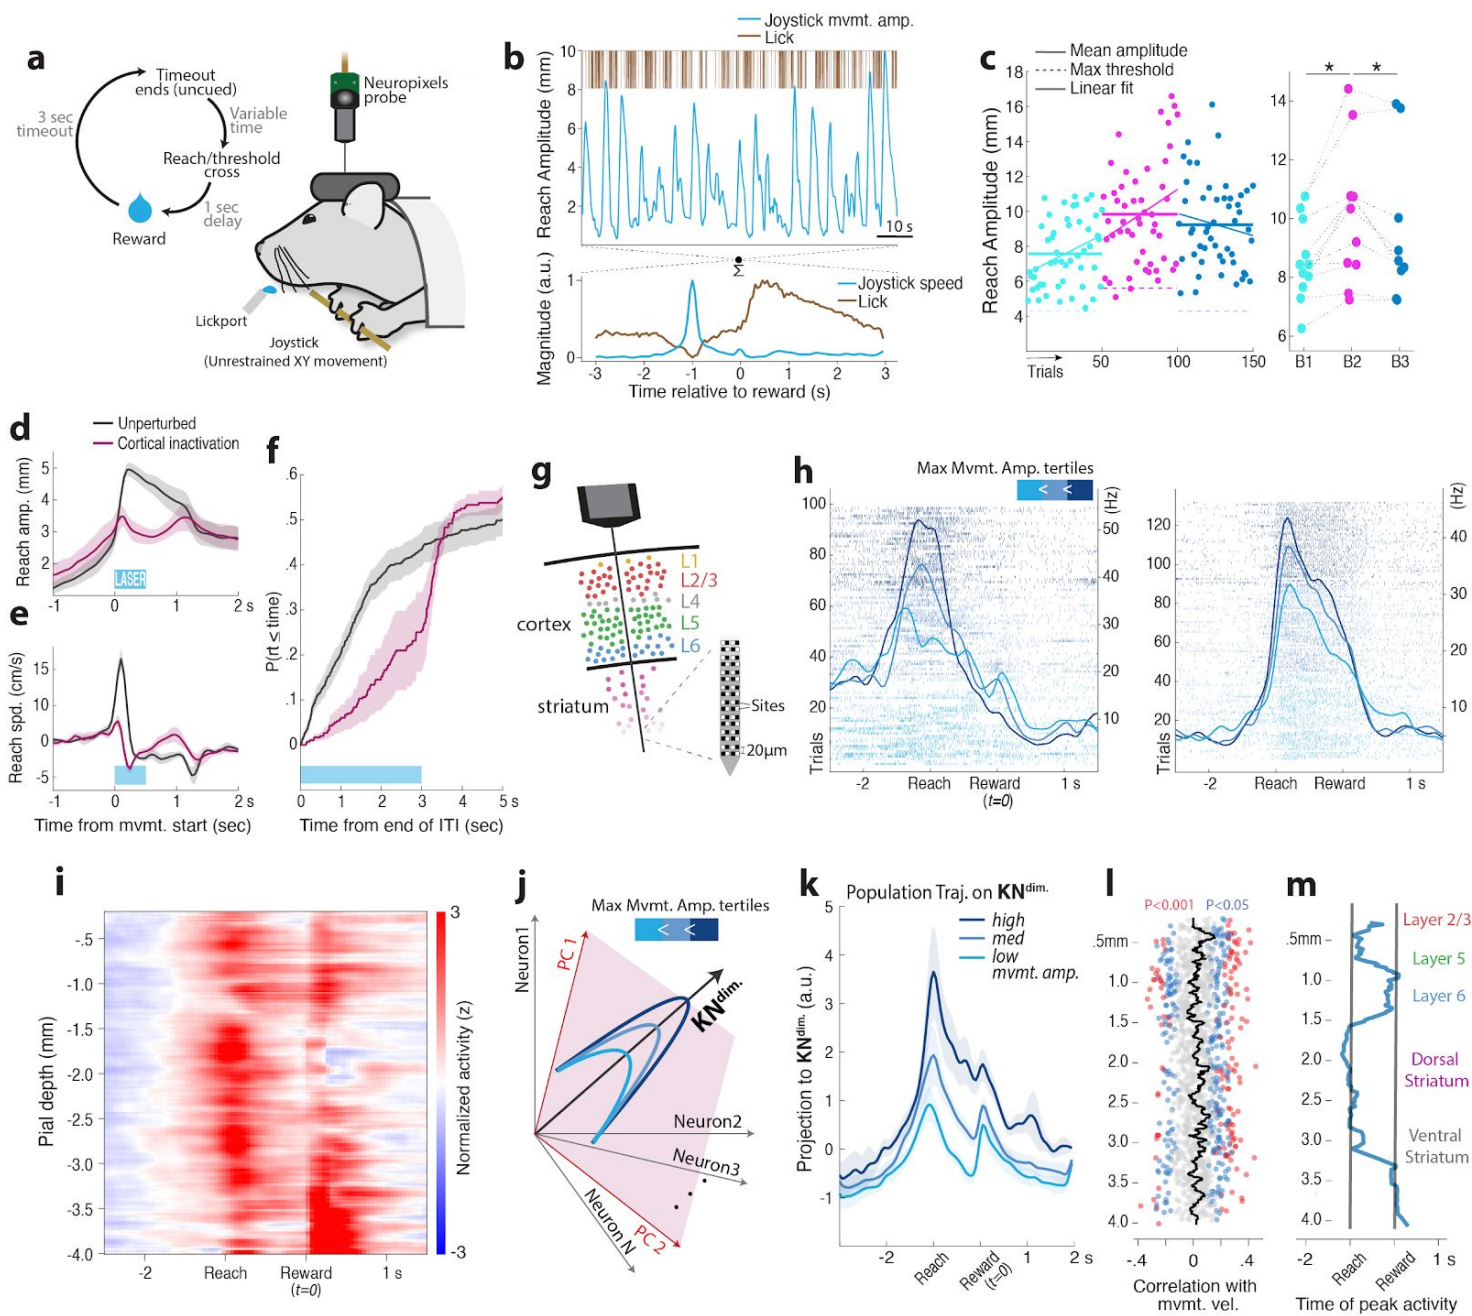 a
Timeout
ends (uncued)
3 sec
timeout
Variable
time
Reach/threshold
cross
1 sec
delay
Reward
Neuropixels
probe
Lickport
Joystick
(Unrestrained XY movement)
b
Joystick mvmt. amp.
Lick
Reach Amplitude (mm)
10
8
6
4
2
10 s
Σ
Joystick speed
Lick
Magnitude (a.u.)
1
0
-3 -2 -1 0 1 2 3
Time relative to reward (s)
c
Mean amplitude
Max threshold
Linear fit
Reach Amplitude (mm)
18
16
14
12
10
8
6
4
Trials
50 100 150
* *
14
12
10
8
6
B1 B2 B3
d
Unperturbed
Cortical inactivation
Reach amp. (mm)
5
4
3
2
LASER
-1 0 1 2 s
e
Reach spd. (cm/s)
15
10
0
-5
-1 0 1 2 s
Time from mvmt. start (sec)
f
P(rt ≤ time)
.6
.5
.4
.3
.2
.1
0
0 1 2 3 4 5 s
Time from end of ITI (sec)
g
L1
L2/3
L4
L5
L6
cortex
striatum
Sites
20µm
h
Max Mvmt. Amp tertiles
< <
(Hz)
100
80
60
40
20
Trials
50
40
30
20
10
-2 Reach Reward 1 s
(t=0)
(Hz)
120
100
80
60
40
20
Trials
40
30
20
10
-2 Reach Reward 1 s
i
Pial depth (mm)
-.5
-1.0
-1.5
-2.0
-2.5
-3.0
-3.5
-4.0
-2 Reach Reward 1 s
(t=0)
3
-3
Normalized activity (z)
j
Max Mvmt. Amp. tertiles
< <
Neuron1
PC 1
KNdim.
Neuron2
Neuron3
Neuron N
PC 2
k
Population Traj. on KNdim.
high
med
low
mvmt. amp.
Projection to KNdim. (a.u.)
5
4
3
2
1
0
-1
-2 Reach Reward 2 s
(t=0)
l
P<0.001 P<0.05
.5mm
1.0
1.5
2.0
2.5
3.0
3.5
4.0
-.4 0 .4
Correlation with
mvmt. vel.
m
.5mm
1.0
1.5
2.0
2.5
3.0
3.5
4.0
Layer 2/3
Layer 5
Layer 6
Dorsal
Striatum
Ventral
Striatum
-2 Reach Reward 1 s
Time of peak activity